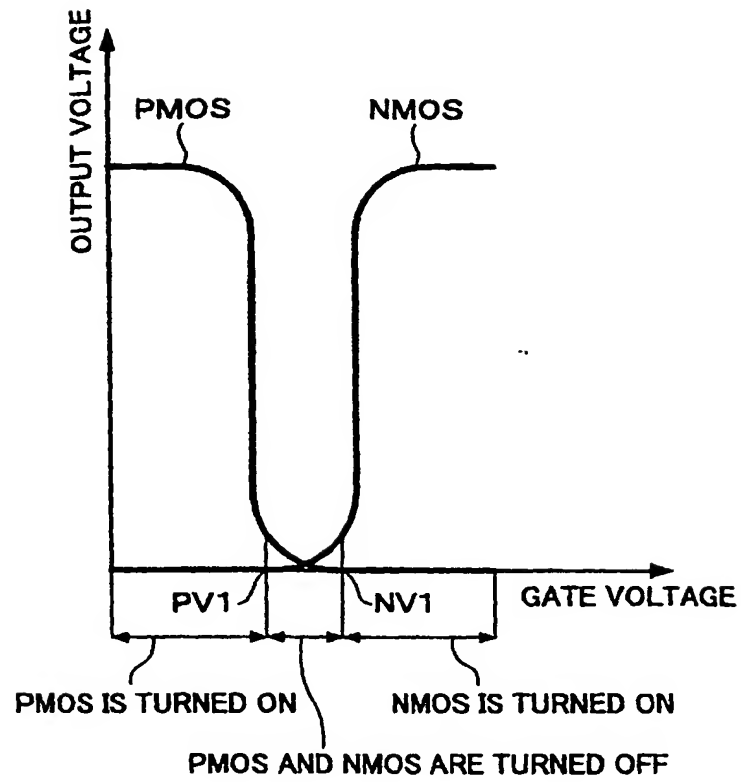 OUTPUT VOLTAGE
PMOS
NMOS
PV1
NV1
GATE VOLTAGE
PMOS IS TURNED ON
NMOS IS TURNED ON
PMOS AND NMOS ARE TURNED OFF